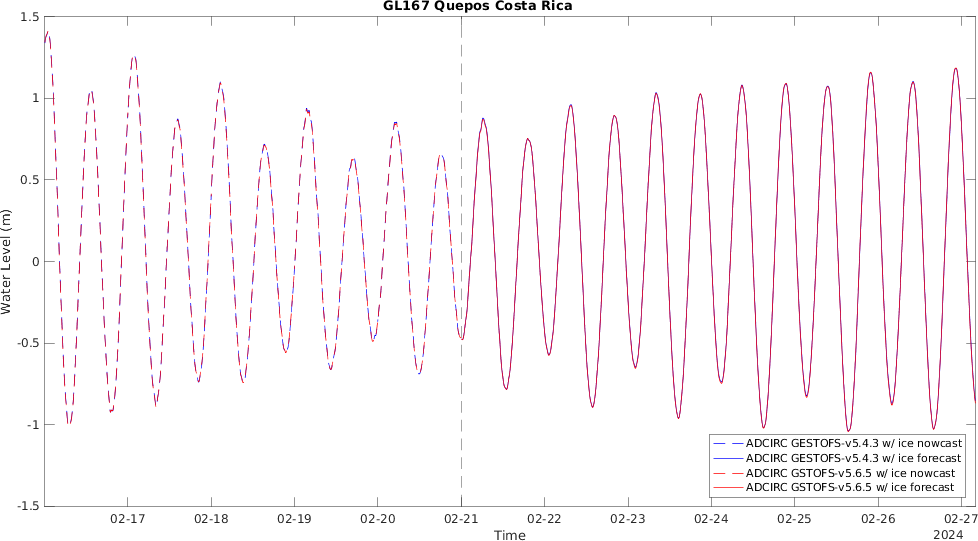 GL167 Quepos Costa Rica
1.5
1
0.5
0
-0.5
-1
-1.5
Water Level (m)
ADCIRC GESTOFS-v5.4.3 w/ ice nowcast
ADCIRC GESTOFS-v5.4.3 w/ ice forecast
ADCIRC GSTOFS-v5.6.5 w/ ice nowcast
ADCIRC GSTOFS-v5.6.5 w/ ice forecast
02-17 02-18 02-19 02-20 02-21 02-22 02-23 02-24 02-25 02-26 02-27
Time
2024